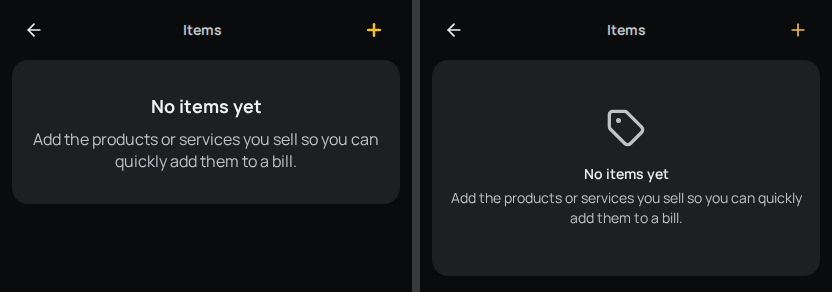 Items
No items yet
Add the products or services you sell so you can
quickly add them to a bill.
Items
No items yet
Add the products or services you sell so you can quickly
add them to a bill.